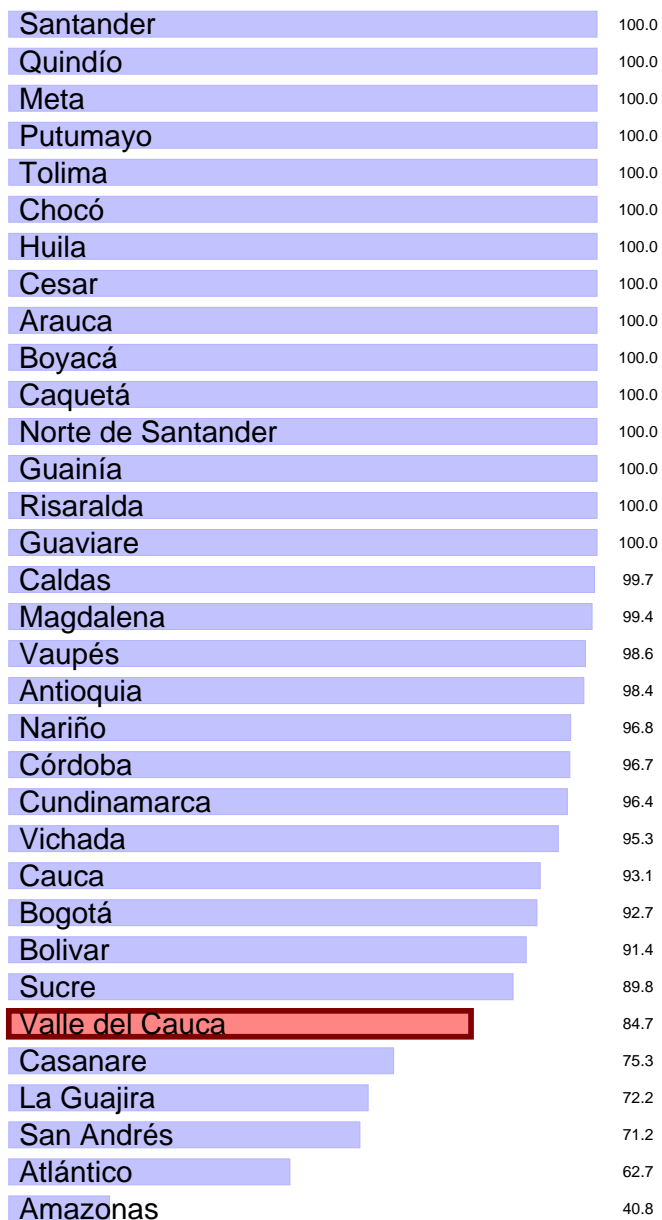 Santander 100.0
Quindío 100.0
Meta 100.0
Putumayo 100.0
Tolima 100.0
Chocó 100.0
Huila 100.0
Cesar 100.0
Arauca 100.0
Boyacá 100.0
Caquetá 100.0
Norte de Santander 100.0
Guainía 100.0
Risaralda 100.0
Guaviare 100.0
Caldas 99.7
Magdalena 99.4
Vaupés 98.6
Antioquia 98.4
Nariño 96.8
Córdoba 96.7
Cundinamarca 96.4
Vichada 95.3
Cauca 93.1
Bogotá 92.7
Bolivar 91.4
Sucre 89.8
Valle del Cauca 84.7
Casanare 75.3
La Guajira 72.2
San Andrés 71.2
Atlántico 62.7
Amazonas 40.8